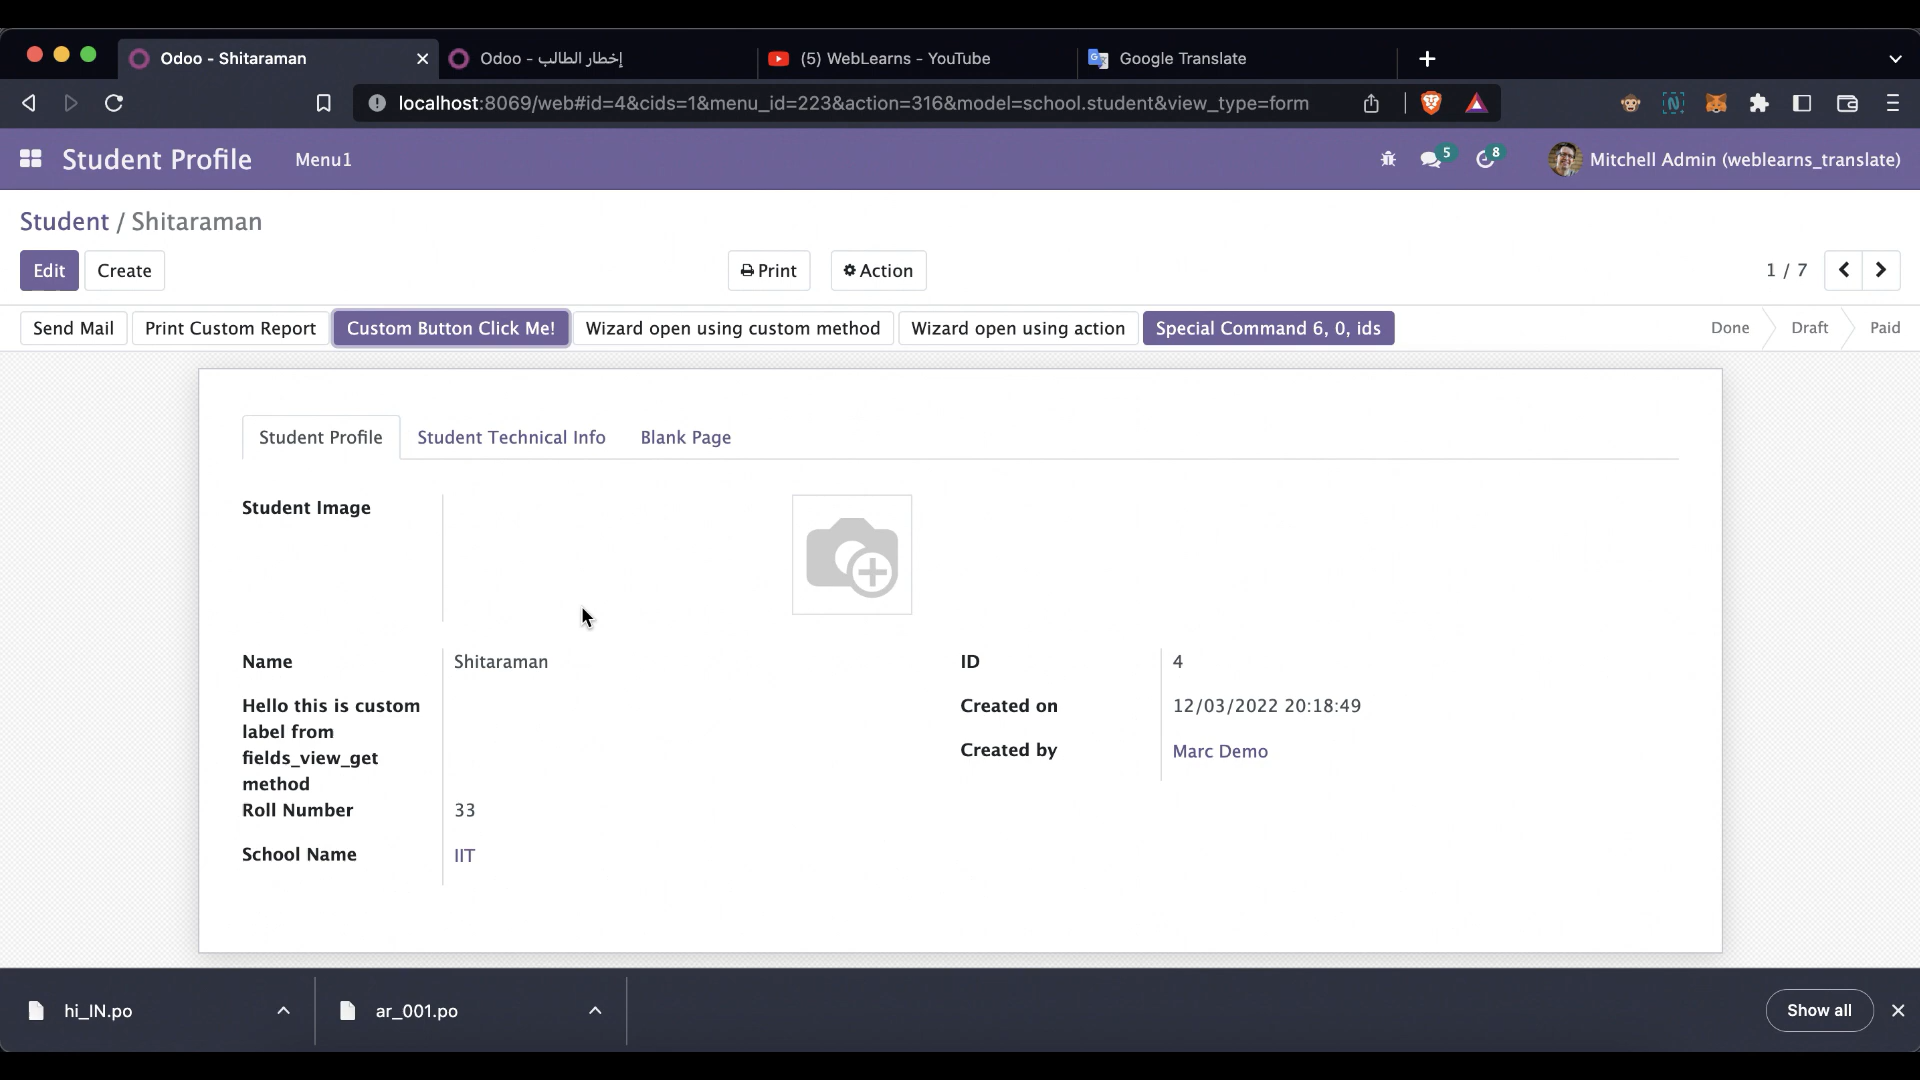 Odoo - Shitaraman
Odoo - إخطار الطالب
(5) WebLearns - YouTube
Google Translate
localhost:8069/web#id=4&cids=1&menu_id=223&action=316&model=school.student&view_type=form
Student Profile
Menu1
5
8
Mitchell Admin (weblearns_translate)
Student / Shitaraman
Edit
Create
Print
Action
1 / 7
Send Mail
Print Custom Report
Custom Button Click Me!
Wizard open using custom method
Wizard open using action
Special Command 6, 0, ids
Done
Draft
Paid
Student Profile
Student Technical Info
Blank Page
Student Image
Name
Shitaraman
ID
4
Hello this is custom
label from
fields_view_get
method
Created on
12/03/2022 20:18:49
Created by
Marc Demo
Roll Number
33
School Name
IIT
hi_IN.po
ar_001.po
Show all